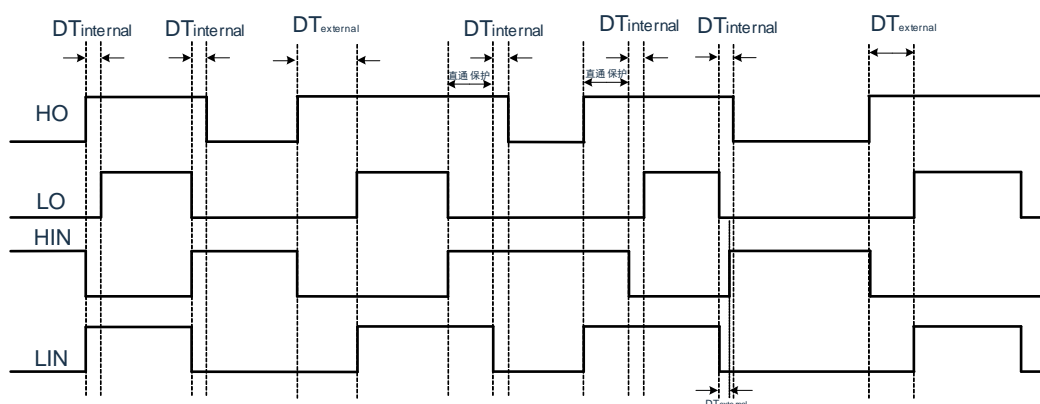 DTinternal
DTinternal
DTexternal
DTinternal
DTinternal
DTinternal
DTexternal
直通 保护
直通 保护
HO
LO
HIN
LIN